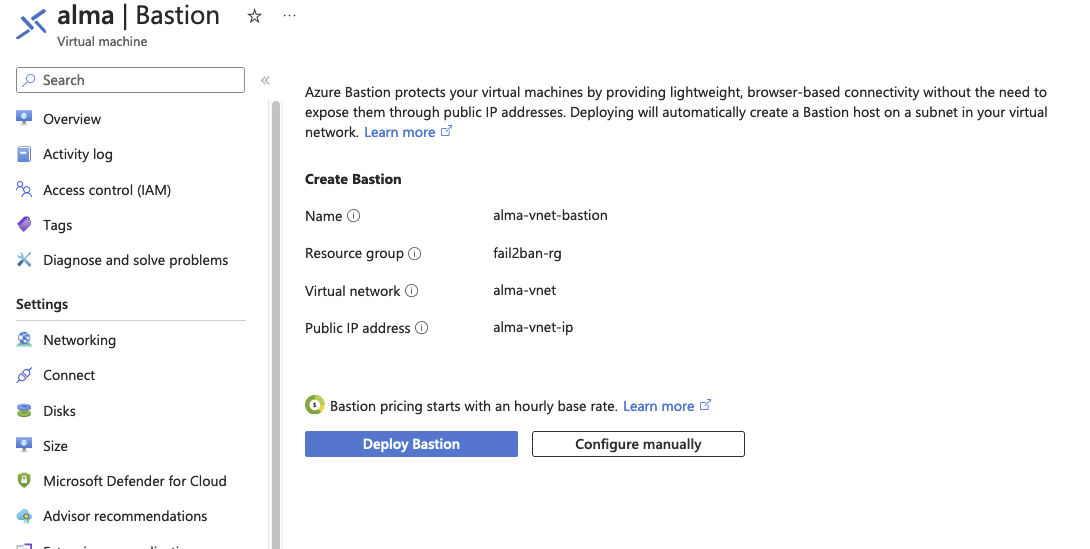 alma | Bastion
Virtual machine
Search
Overview
Activity log
Access control (IAM)
Tags
Diagnose and solve problems
Settings
Networking
Connect
Disks
Size
Microsoft Defender for Cloud
Advisor recommendations
Azure Bastion protects your virtual machines by providing lightweight, browser-based connectivity without the need to
expose them through public IP addresses. Deploying will automatically create a Bastion host on a subnet in your virtual
network. Learn more
Create Bastion
Name alma-vnet-bastion
Resource group fail2ban-rg
Virtual network alma-vnet
Public IP address alma-vnet-ip
Bastion pricing starts with an hourly base rate. Learn more
Deploy Bastion Configure manually